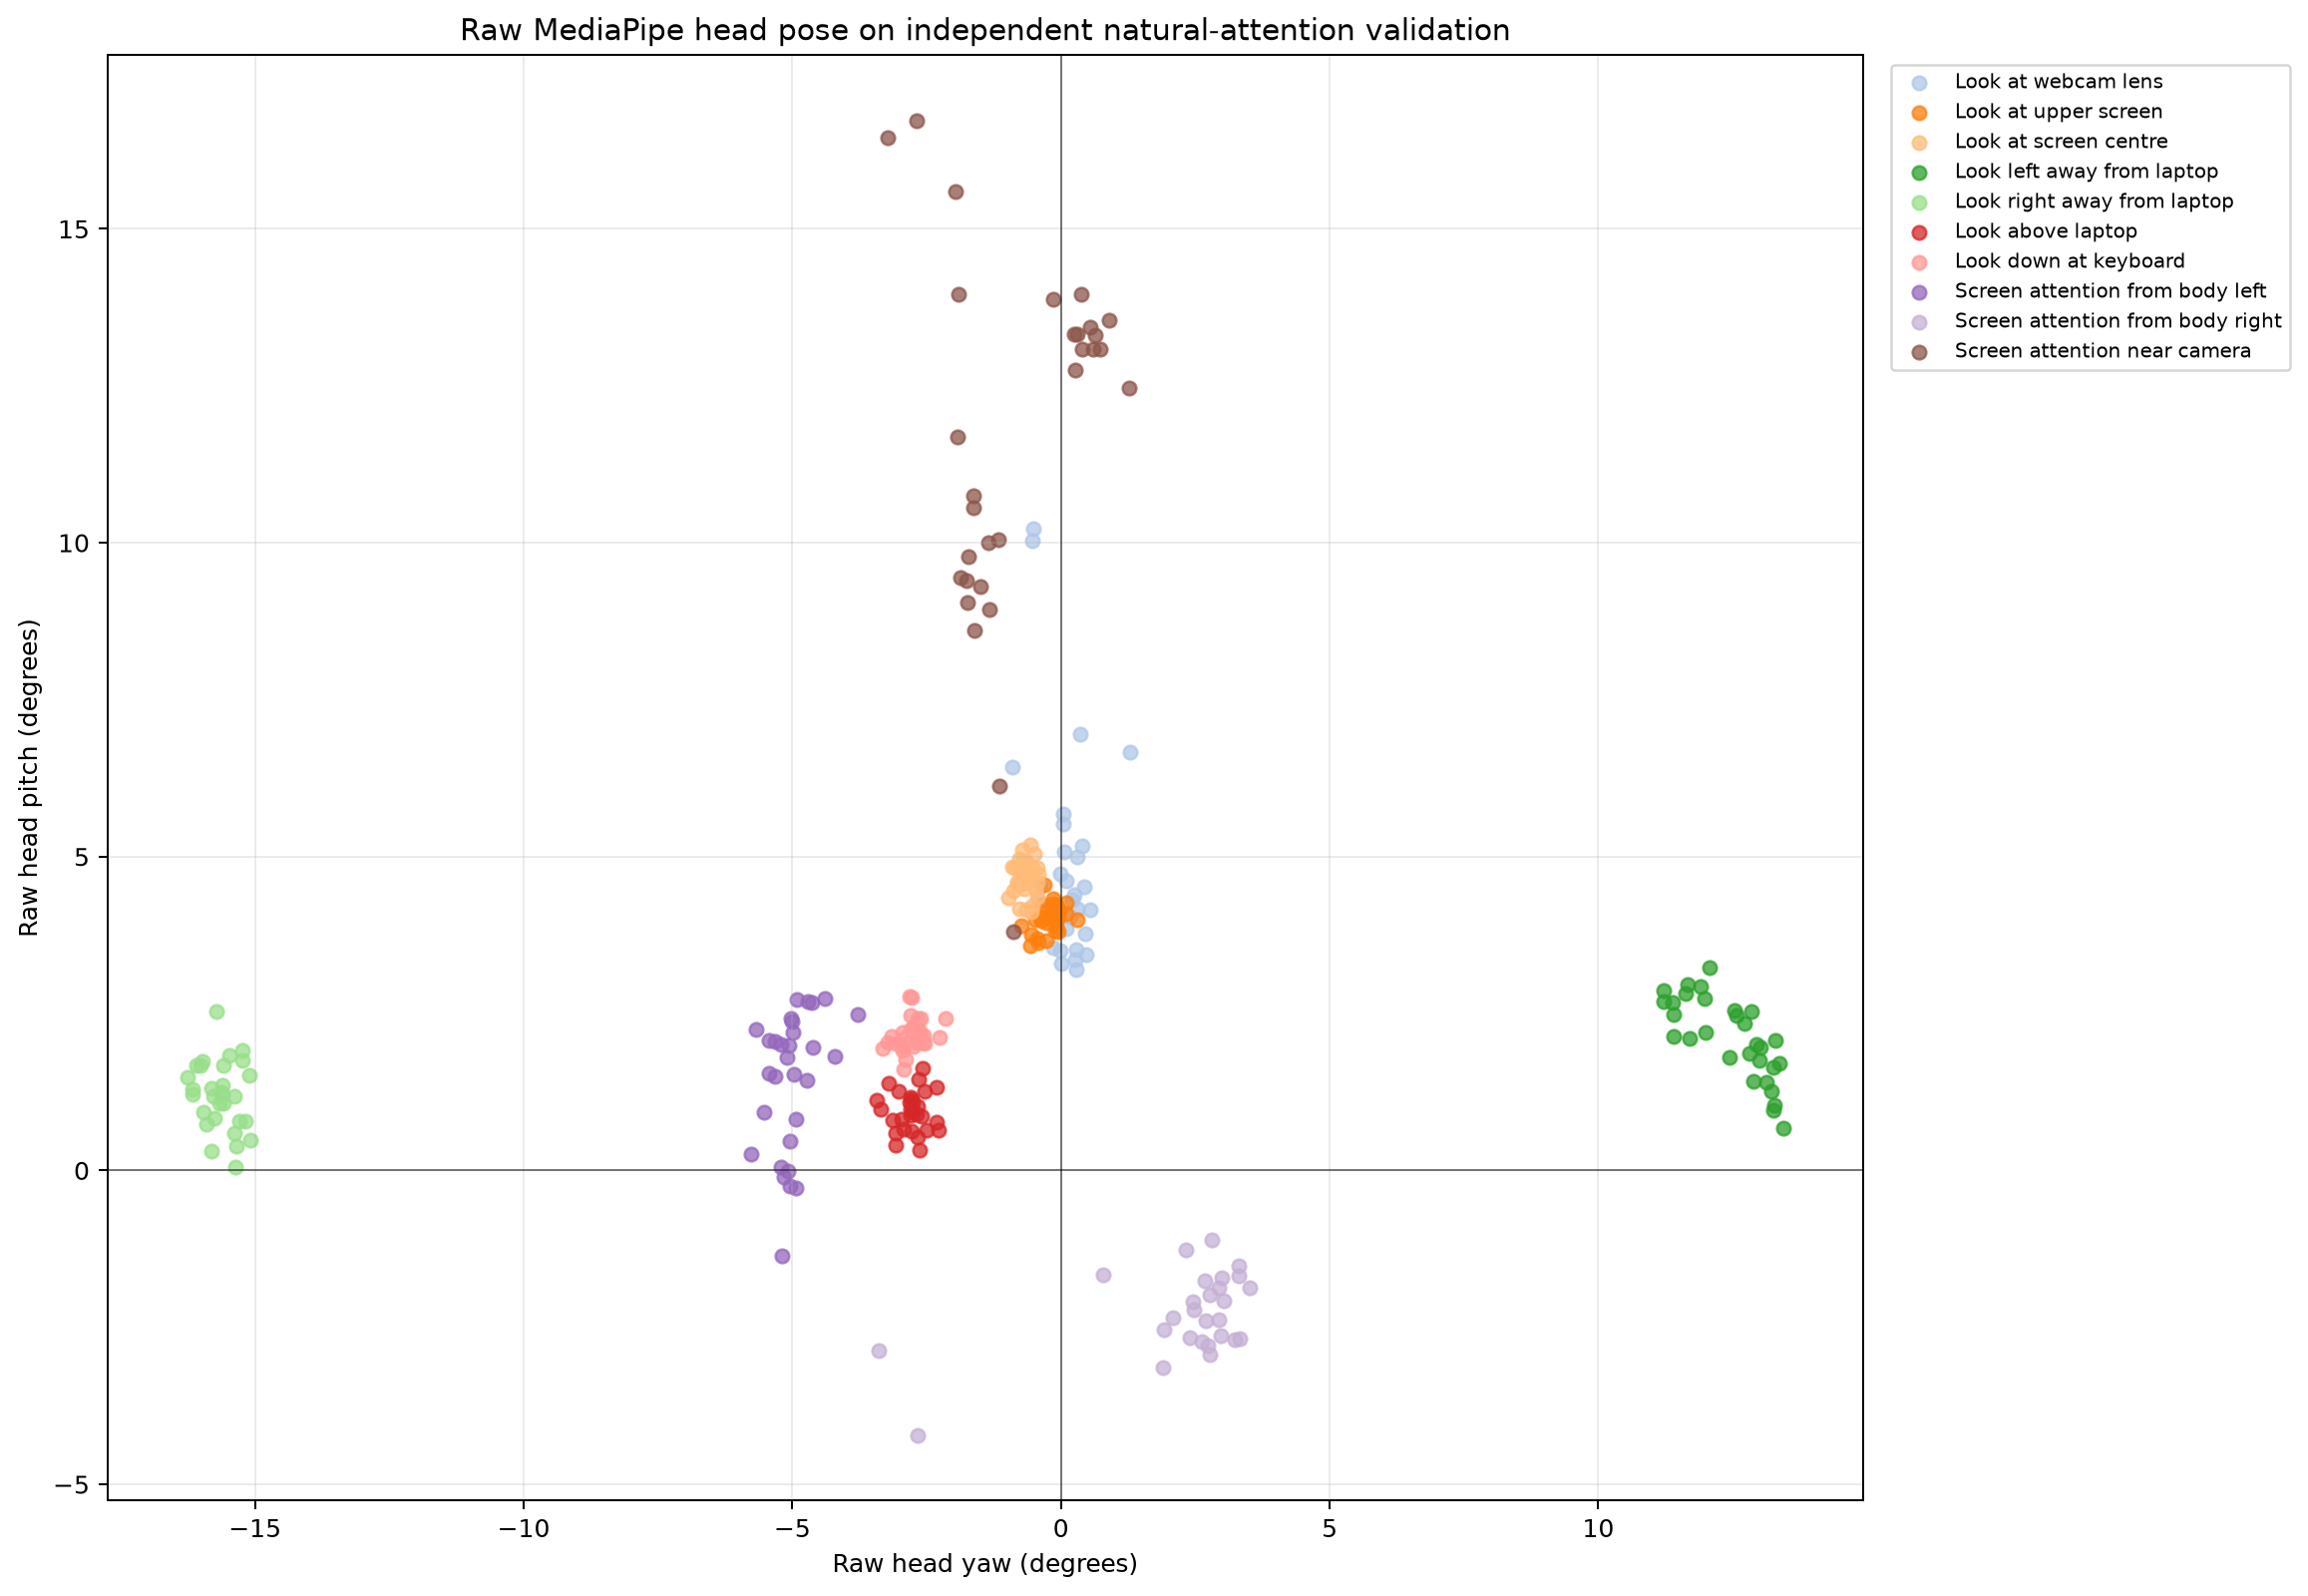 Raw MediaPipe head pose on independent natural-attention validation
Look at webcam lens
Look at upper screen
Look at screen centre
Look left away from laptop
Look right away from laptop
Look above laptop
Look down at keyboard
Screen attention from body left
Screen attention from body right
Screen attention near camera
15
10
5
0
−5
Raw head pitch (degrees)
−15
−10
−5
0
5
10
Raw head yaw (degrees)